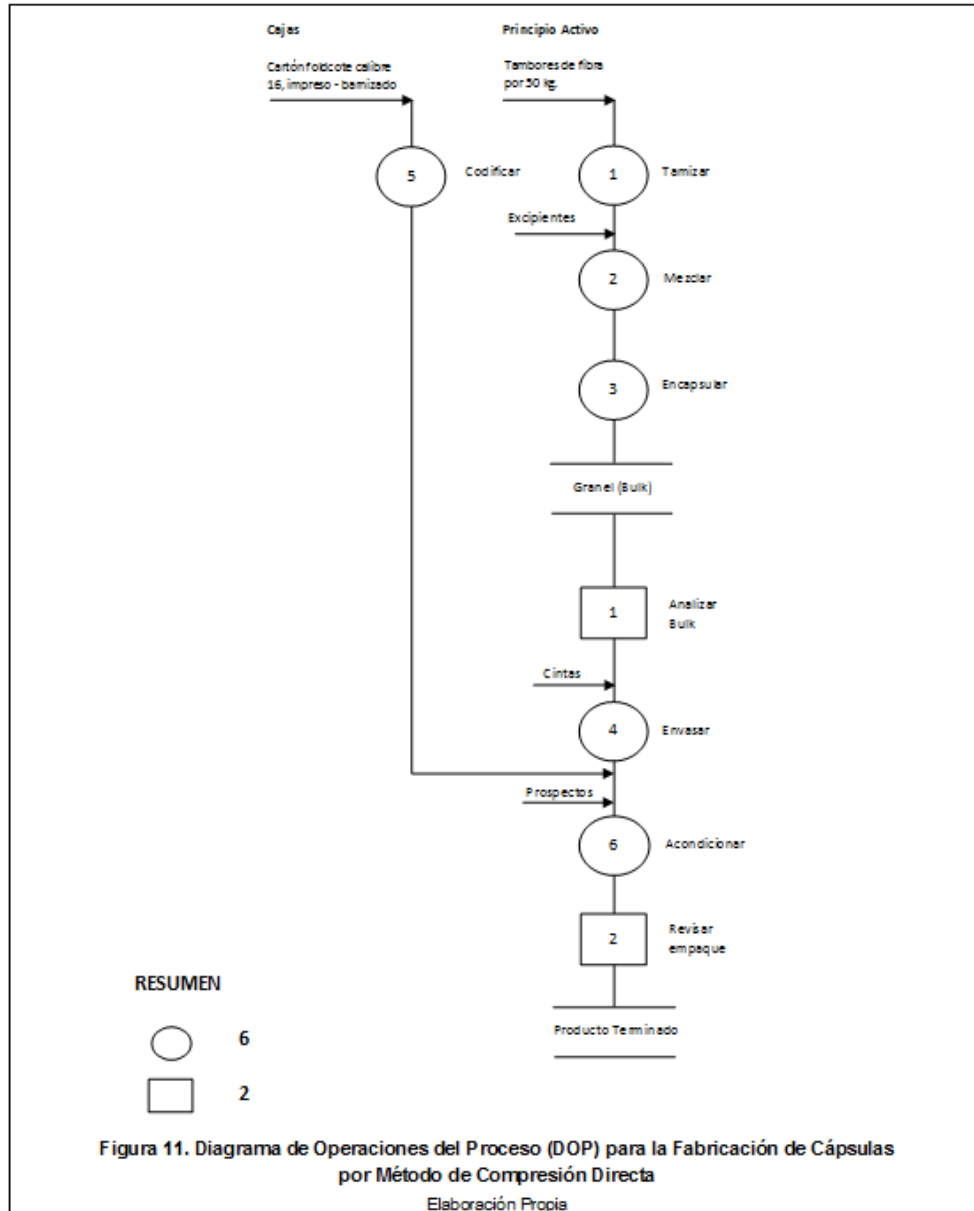 Cajas
Principio Activo
Cartón foldcote calibre
16, impreso - barnizado
Tambores de fibra
por 50 kg.
5
Codificar
1
Tamizar
Excipientes
2
Mezclar
3
Encapsular
Granel (Bulk)
1
Analizar
Bulk
Cintas
4
Envasar
Prospectos
6
Acondicionar
2
Revisar
empaque
RESUMEN
Producto Terminado
6
2
Figura 11. Diagrama de Operaciones del Proceso (DOP) para la Fabricación de Cápsulas
por Método de Compresión Directa
Elaboración Propia